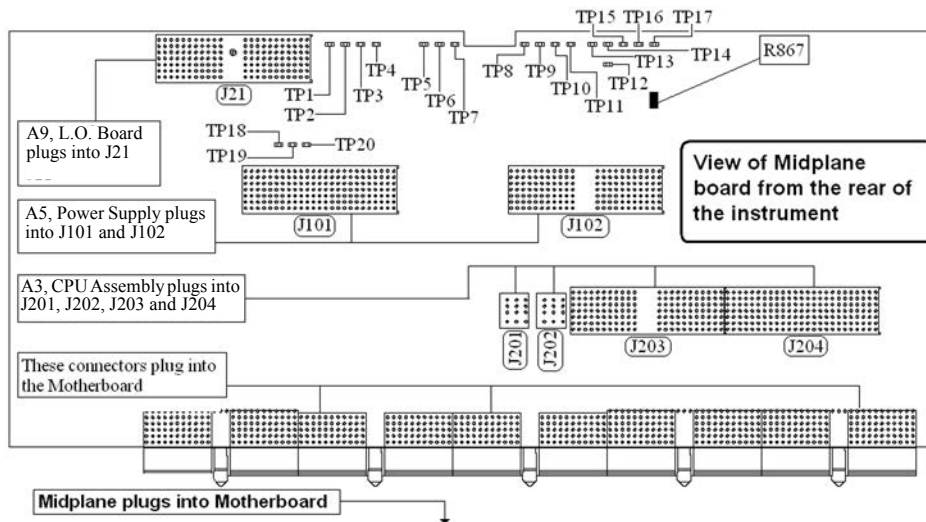 TP15
TP16
TP17
TP14
TP13
TP12
R867
J21
TP1
TP2
TP3
TP4
TP5
TP6
TP7
TP8
TP9
TP10
TP11
A9, L.O. Board
plugs into J21
TP18
TP19
TP20
View of Midplane
board from the rear of
the instrument
A5, Power Supply plugs
into J101 and J102
J101
J102
A3, CPU Assembly plugs into
J201, J202, J203 and J204
J201
J202
J203
J204
These connectors plug into
the Motherboard
Midplane plugs into Motherboard